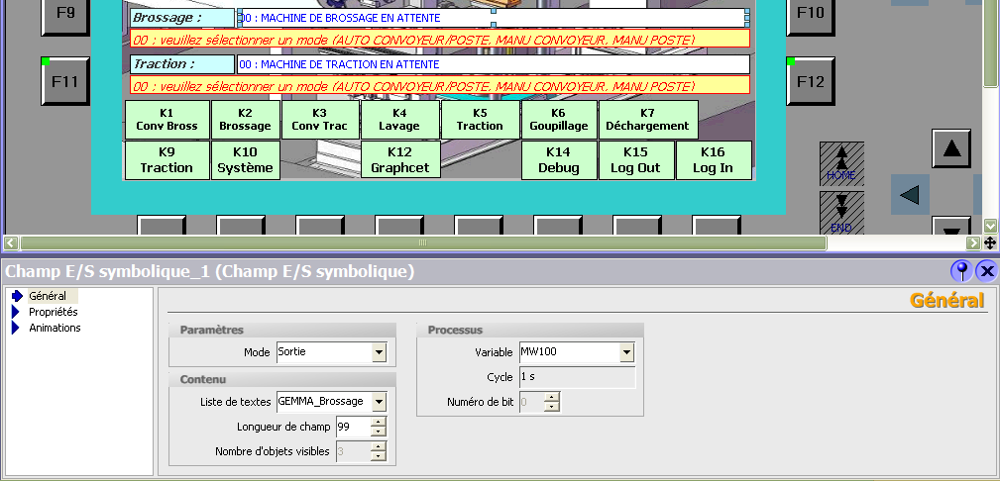 F9
F10
Brossage :
00 : MACHINE DE BROSSAGE EN ATTENTE
00 : veuillez sélectionner un mode (AUTO CONVOYEUR/POSTE, MANU CONVOYEUR, MANU POSTE)
Traction :
00 : MACHINE DE TRACTION EN ATTENTE
F11
F12
00 : veuillez sélectionner un mode (AUTO CONVOYEUR/POSTE, MANU CONVOYEUR, MANU POSTE)
K1 K2 K3 K4 K5 K6 K7
Conv Bross Brossage Conv Trac Lavage Traction Goupillage Déchargement
K9 K10 K12 K14 K15 K16
Traction Système Graphcet Debug Log Out Log In
HOME
END
Champ E/S symbolique_1 (Champ E/S symbolique)
Général
Propriétés
Animations
Général
Paramètres
Mode Sortie
Contenu
Liste de textes GEMMA_Brossage
Longueur de champ 99
Nombre d'objets visibles 3
Processus
Variable MW100
Cycle 1 s
Numéro de bit 0